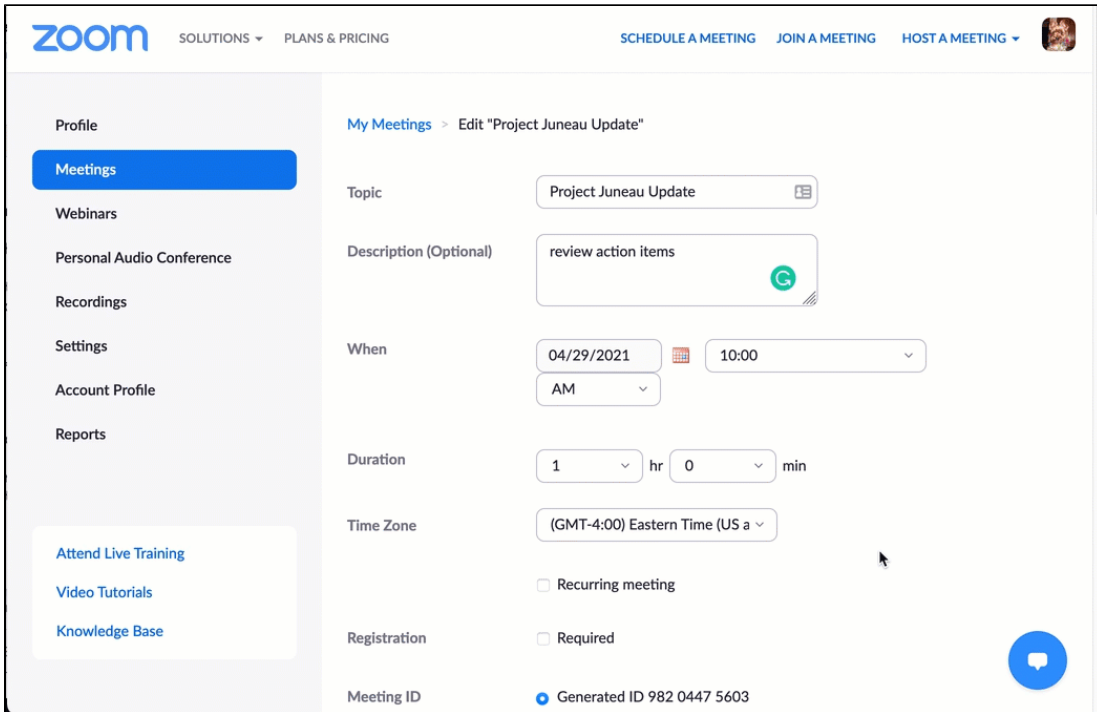 zoom SOLUTIONS PLANS & PRICING SCHEDULE A MEETING JOIN A MEETING HOST A MEETING
Profile
Meetings
Webinars
Personal Audio Conference
Recordings
Settings
Account Profile
Reports
Attend Live Training
Video Tutorials
Knowledge Base
My Meetings > Edit "Project Juneau Update"
Topic Project Juneau Update
Description (Optional) review action items
When 04/29/2021 10:00
AM
Duration 1 hr 0 min
Time Zone (GMT-4:00) Eastern Time (US a
Recurring meeting
Registration Required
Meeting ID Generated ID 982 0447 5603